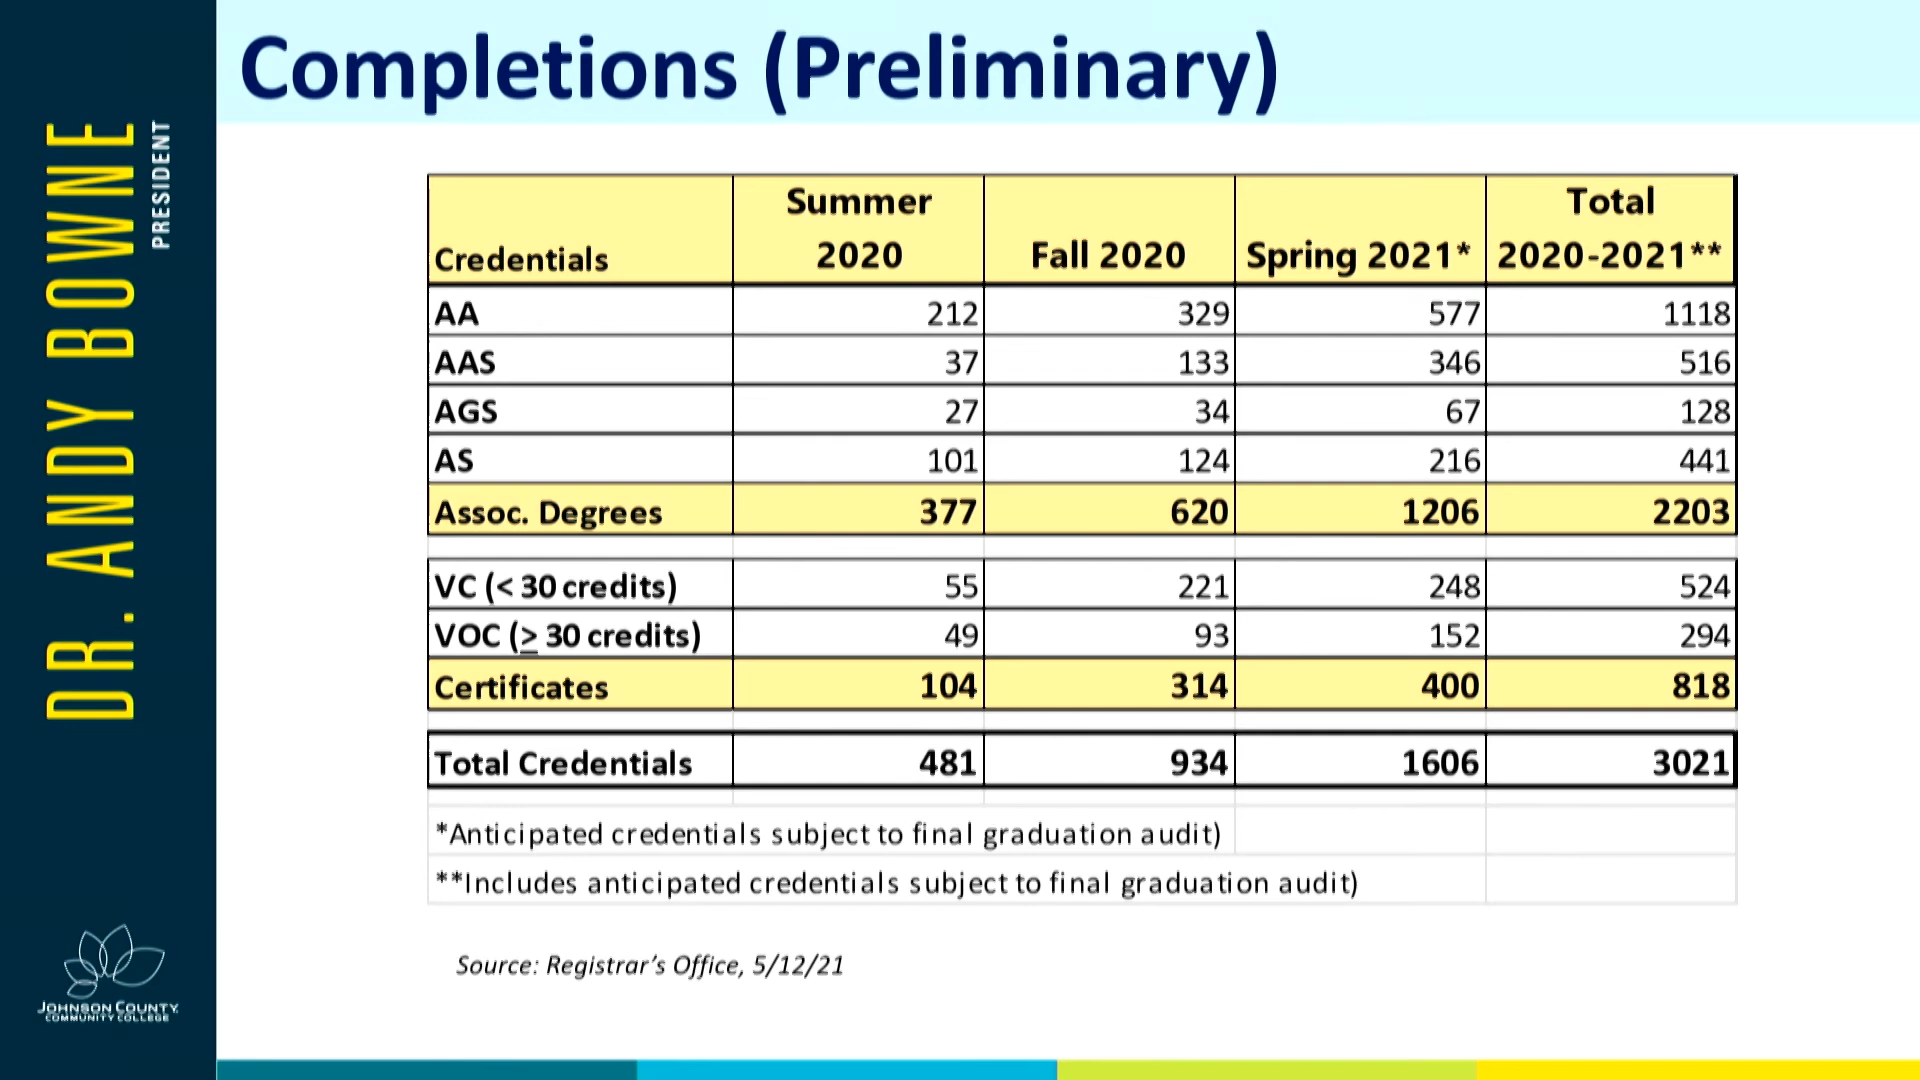 DR. ANDY BOWNE
PRESIDENT
JOHNSON COUNTY
COMMUNITY COLLEGE
Completions (Preliminary)
Credentials Summer 2020 Fall 2020 Spring 2021* Total 2020-2021**
AA 212 329 577 1118
AAS 37 133 346 516
AGS 27 34 67 128
AS 101 124 216 441
Assoc. Degrees 377 620 1206 2203
VC (< 30 credits) 55 221 248 524
VOC (≥ 30 credits) 49 93 152 294
Certificates 104 314 400 818
Total Credentials 481 934 1606 3021
*Anticipated credentials subject to final graduation audit)
**Includes anticipated credentials subject to final graduation audit)
Source: Registrar’s Office, 5/12/21